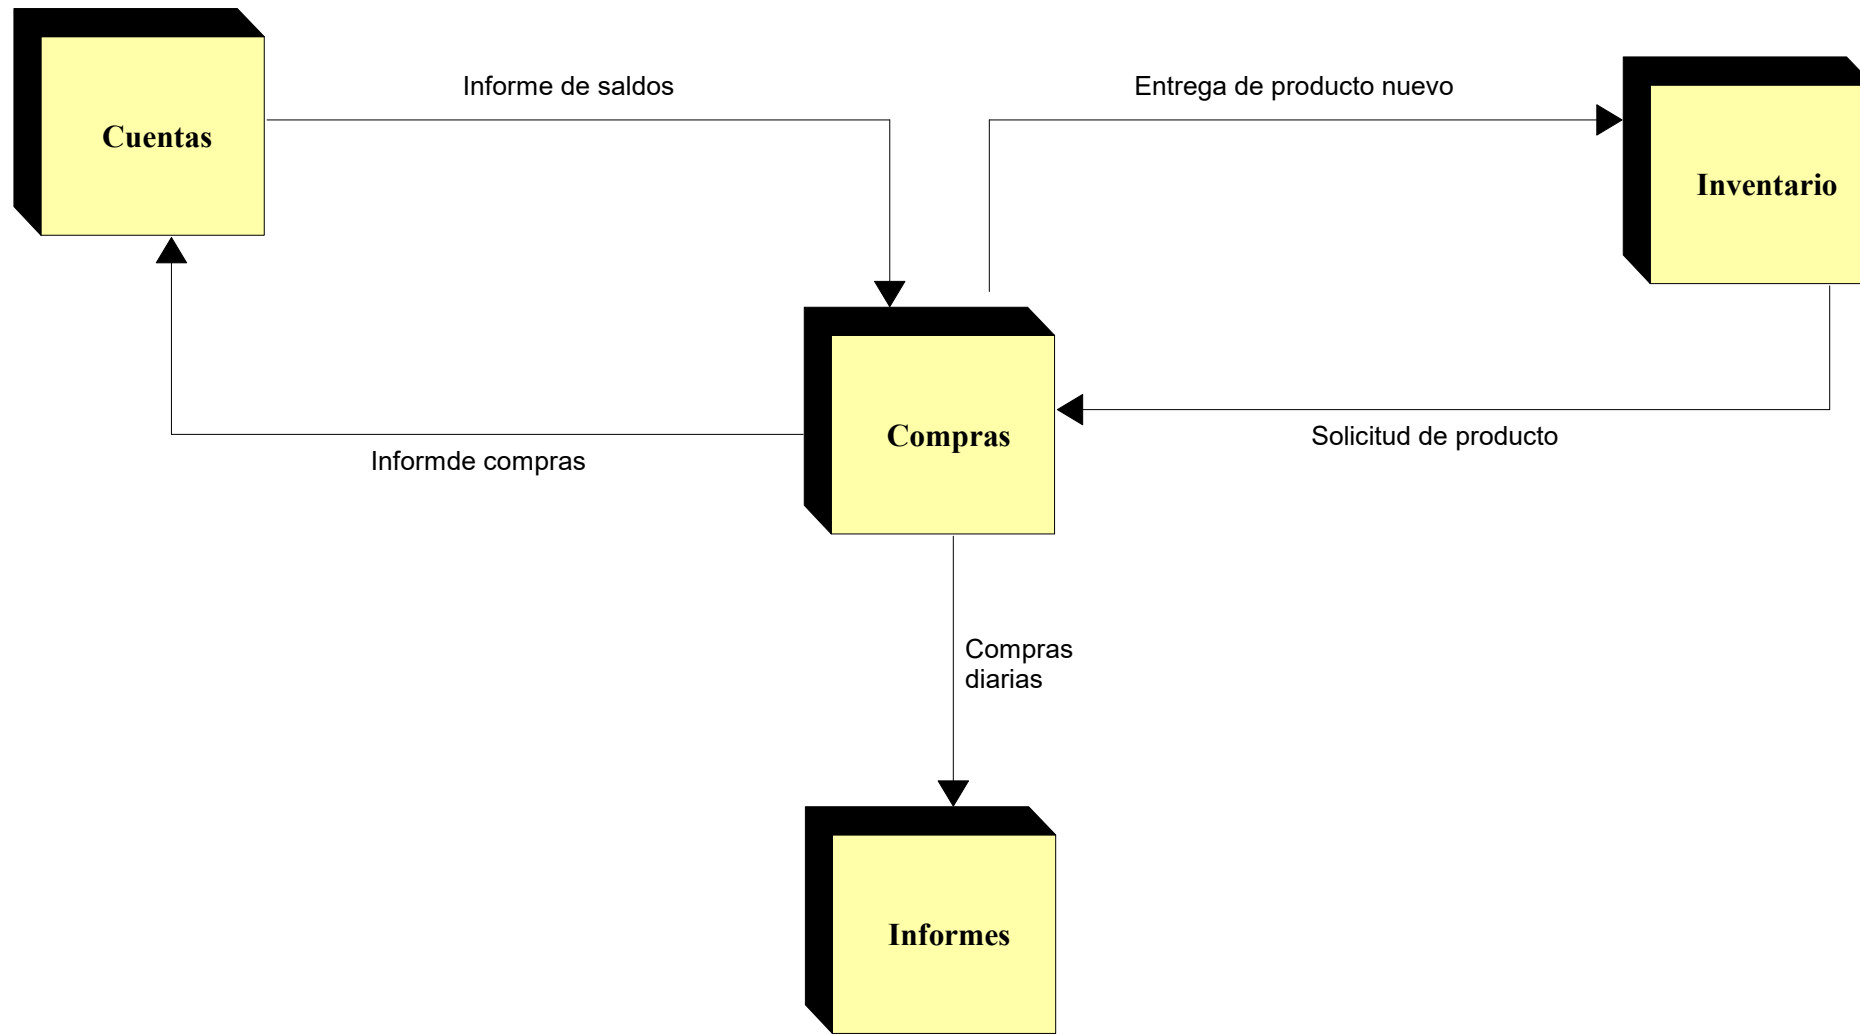 Informe de saldos
Entrega de producto nuevo
Cuentas
Inventario
Compras
Solicitud de producto
Informde compras
Compras
diarias
Informes